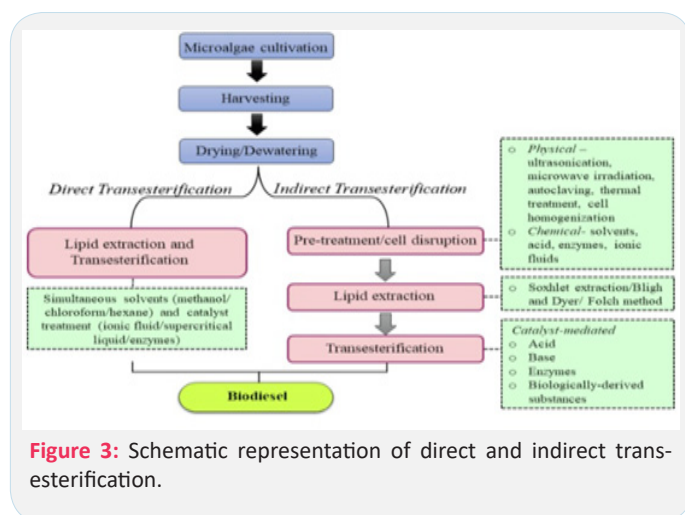 Microalgae cultivation
Harvesting
Drying/Dewatering
Direct Transesterification
Indirect Transesterification
Lipid extraction and
Transesterification
Simultaneous solvents (methanol/
chloroform/hexane) and catalyst
treatment (ionic fluid/supercritical
liquid/enzymes)
Pre-treatment/cell disruption
o Physical –
ultrasonication,
microwave irradiation,
autoclaving, thermal
treatment, cell
homogenization
o Chemical- solvents,
acid, enzymes, ionic
fluids
Lipid extraction
o Soxhlet extraction/Bligh
and Dyer/ Folch method
Transesterification
Catalyst-mediated
o Acid
o Base
o Enzymes
o Biologically-derived
substances
Biodiesel
Figure 3: Schematic representation of direct and indirect trans-
esterification.